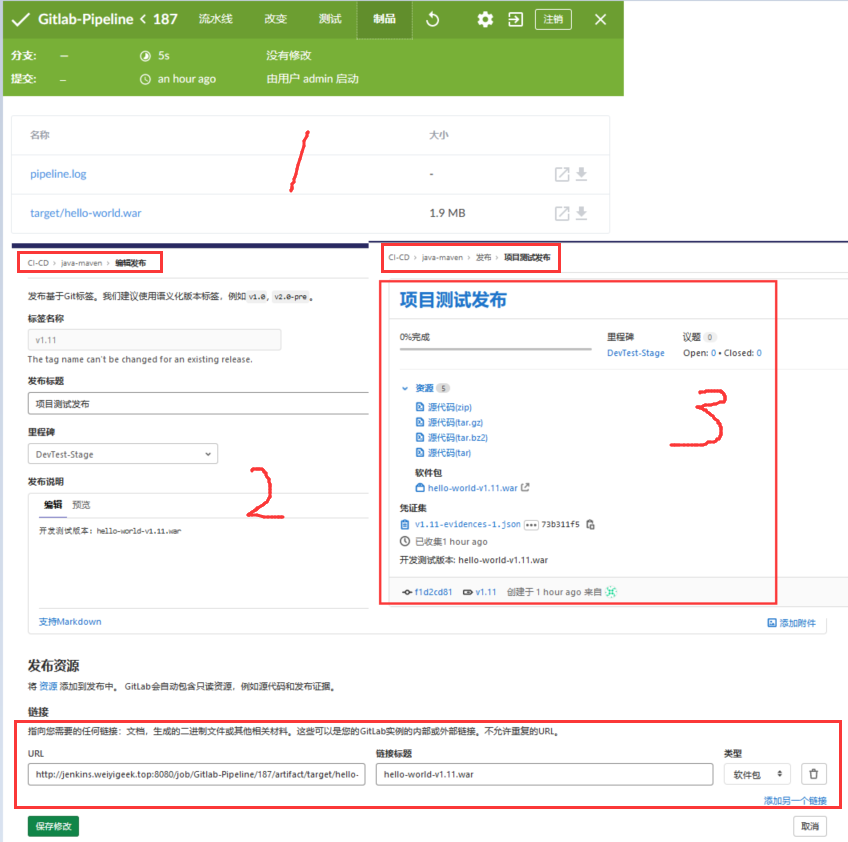 Gitlab-Pipeline < 187 流水线 改变 测试 制品 注销
分支: — 5s 没有修改
提交: – an hour ago 由用户 admin 启动
名称 大小
pipeline.log -
target/hello-world.war 1.9 MB
1
CI-CD > java-maven > 编辑发布
发布基于Git标签。我们建议使用语义化版本标签，例如 v1.0, v2.0-pre 。
标签名称
v1.11
The tag name can't be changed for an existing release.
发布标题
项目测试发布
里程碑
DevTest-Stage
发布说明
2
编辑 预览
开发测试版本: hello-world-v1.11.war
支持Markdown
CI-CD > java-maven > 发布 > 项目测试发布
项目测试发布
0%完成 里程碑 议题 0
DevTest-Stage Open: 0 • Closed: 0
资源 5
源代码(zip)
源代码(tar.gz)
源代码(tar.bz2)
源代码(tar)
3
软件包
hello-world-v1.11.war
凭证集
v1.11-evidences-1.json ••• 73b311f5
已收集1 hour ago
开发测试版本: hello-world-v1.11.war
f1d2cd81 v1.11 创建于 1 hour ago 来自
添加附件
发布资源
将 资源 添加到发布中。 GitLab会自动包含只读资源，例如源代码和发布证据。
链接
指向您需要的任何链接：文档，生成的二进制文件或其他相关材料。这些可以是您的GitLab实例的内部或外部链接。不允许重复的URL。
URL 链接标题 类型
http://jenkins.weiyigeek.top:8080/job/Gitlab-Pipeline/187/artifact/target/hello- hello-world-v1.11.war 软件包
添加另一个链接
保存修改 取消